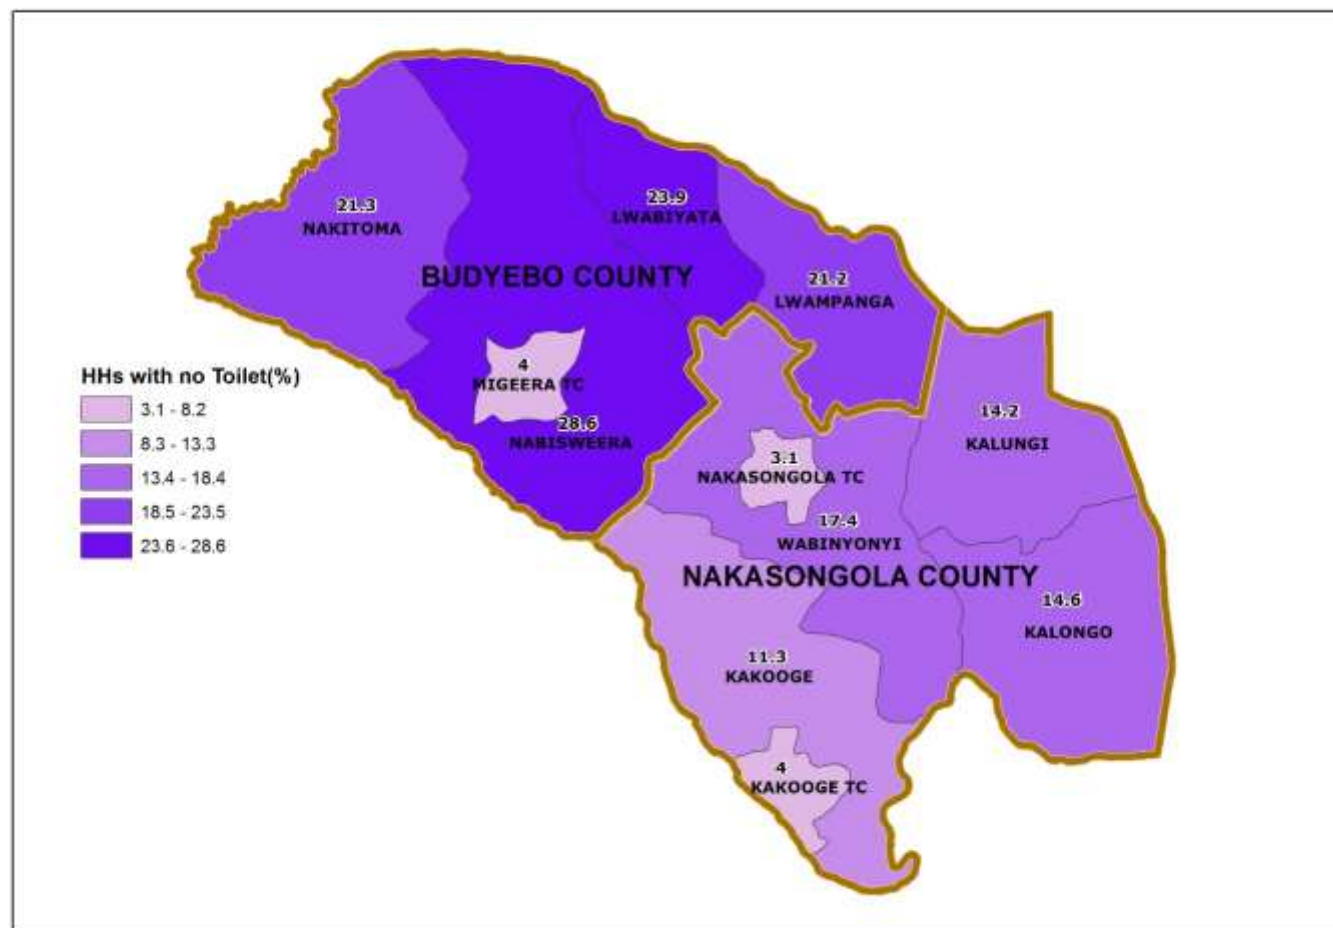 23.9
LWABIYATA
21.3
NAKITOMA
BUDYEBO COUNTY
21.2
LWAMPANGA
HHs with no Toilet(%)
3.1 - 8.2
8.3 - 13.3
13.4 - 18.4
18.5 - 23.5
23.6 - 28.6
4
MIGEERA TC
28.6
NABISWEERA
14.2
KALUNGI
3.1
NAKASONGOLA TC
17.4
WABINYONYI
NAKASONGOLA COUNTY
14.6
KALONGO
11.3
KAKOOGE
4
KAKOOGE TC